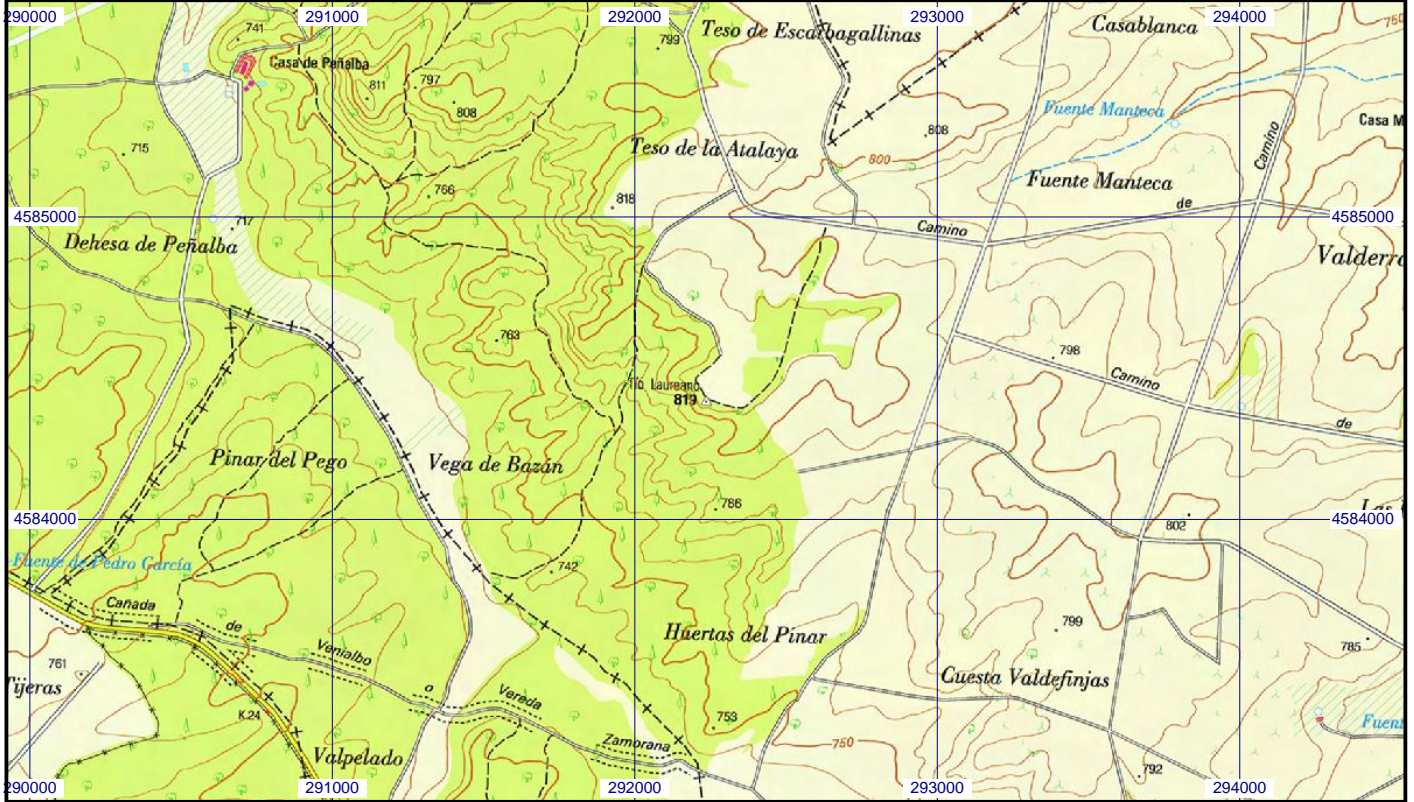 290000
291000
292000
293000
294000
741
799
Teso de Escarbagallinas
Casablanca
Casa de Peñalba
797
811
808
Fuente Manteca
Casa M
808
Camino
715
Teso de la Atalaya
800
766
Fuente Manteca
818
de
4585000
4585000
717
Camino
Dehesa de Peñalba
Valderr
763
798
Tio Laureano
819
Camino
de
Pinar del Pego
Vega de Bazán
786
Las
4584000
802
4584000
Fuente de Pedro García
742
Cañada
de
799
Huertas del Pinar
Venialbo
785
761
Tijeras
Cuesta Valdefinjas
o
Vereda
K.24
753
Fuent
Zamorana
750
Valpelado
792
290000
291000
292000
293000
294000